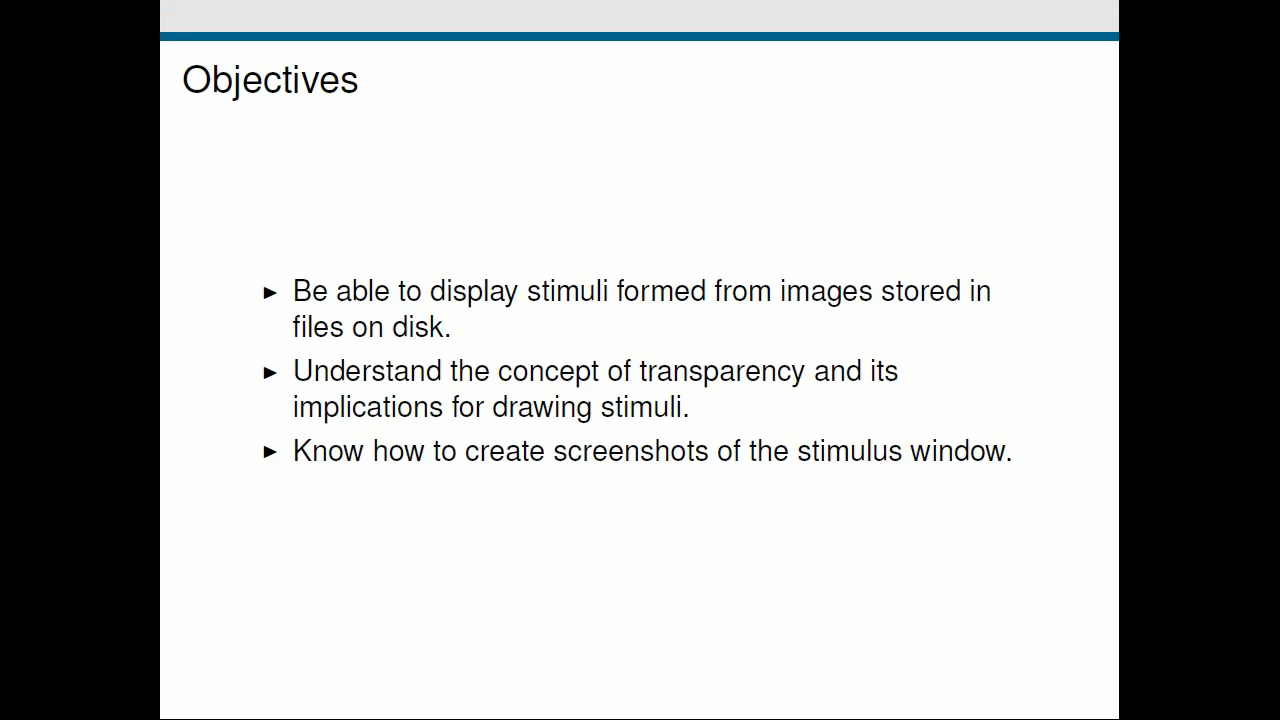 Objectives
► Be able to display stimuli formed from images stored in
files on disk.
► Understand the concept of transparency and its
implications for drawing stimuli.
► Know how to create screenshots of the stimulus window.